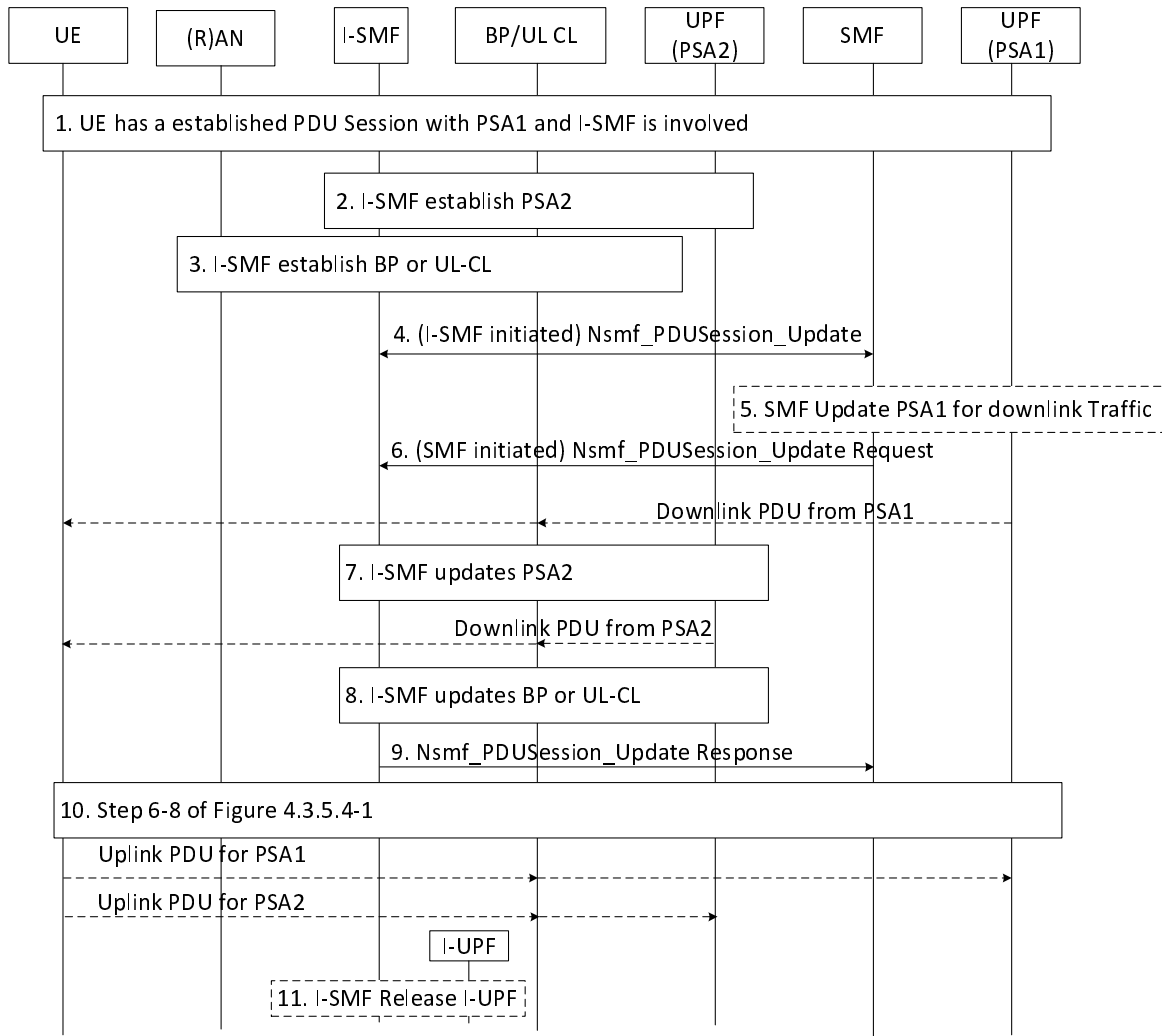 UE
(R)AN
I-SMF
BP/UL CL
UPF
(PSA2)
SMF
UPF
(PSA1)
1. UE has a established PDU Session with PSA1 and I-SMF is involved
2. I-SMF establish PSA2
3. I-SMF establish BP or UL-CL
4. (I-SMF initiated) Nsmf_PDUSession_Update
5. SMF Update PSA1 for downlink Traffic
6. (SMF initiated) Nsmf_PDUSession_Update Request
Downlink PDU from PSA1
7. I-SMF updates PSA2
Downlink PDU from PSA2
8. I-SMF updates BP or UL-CL
9. Nsmf_PDUSession_Update Response
10. Step 6-8 of Figure 4.3.5.4-1
Uplink PDU for PSA1
Uplink PDU for PSA2
I-UPF
11. I-SMF Release I-UPF